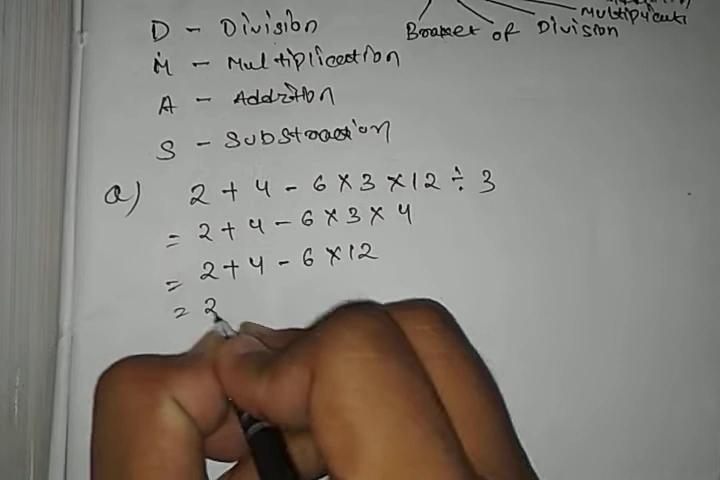 Multiplicati
Bracket of Division
D - Division
M - Multiplication
A - Addition
S - Substraction
a) 2 + 4 - 6 × 3 × 12 ÷ 3
= 2 + 4 - 6 × 3 × 4
= 2 + 4 - 6 × 12
= 2